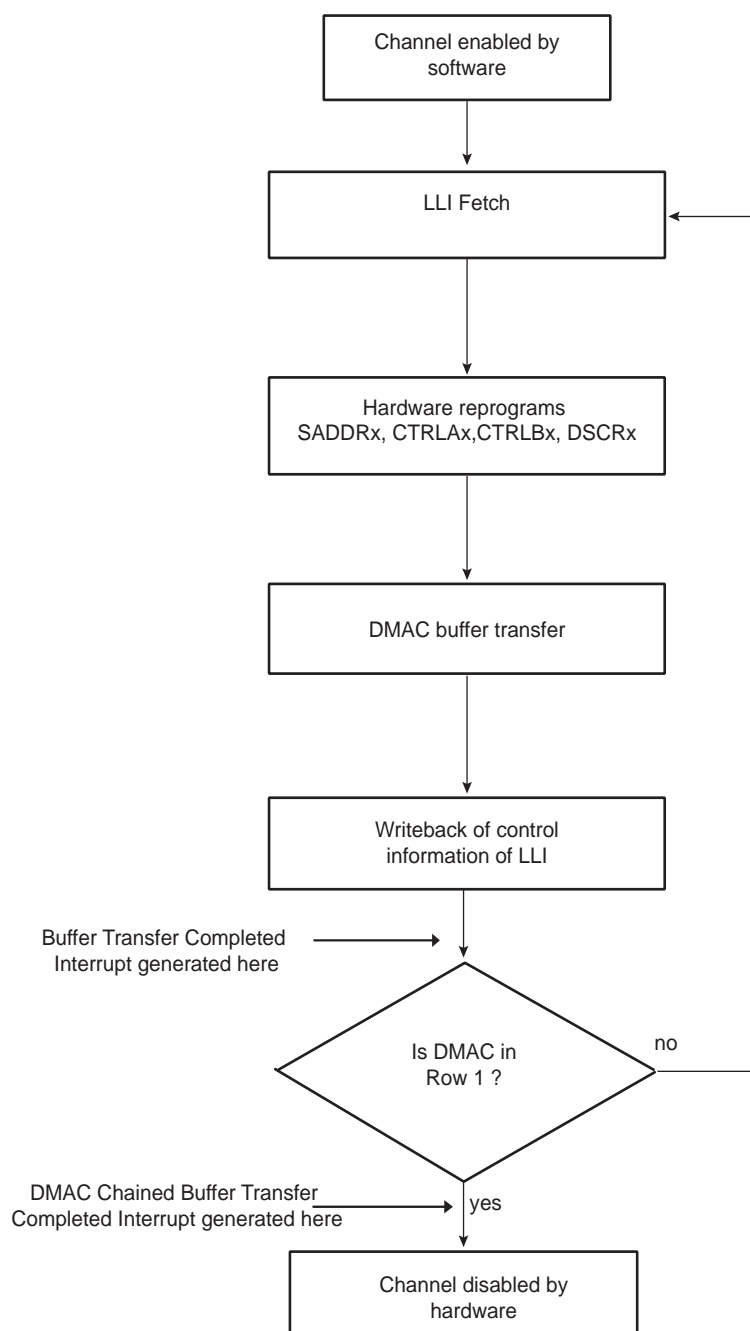 Channel enabled by
software
LLI Fetch
Hardware reprograms
SADDRx, CTRLAx,CTRLBx, DSCRx
DMAC buffer transfer
Writeback of control
information of LLI
Buffer Transfer Completed
Interrupt generated here
Is DMAC in
Row 1 ?
no
DMAC Chained Buffer Transfer
Completed Interrupt generated here
yes
Channel disabled by
hardware